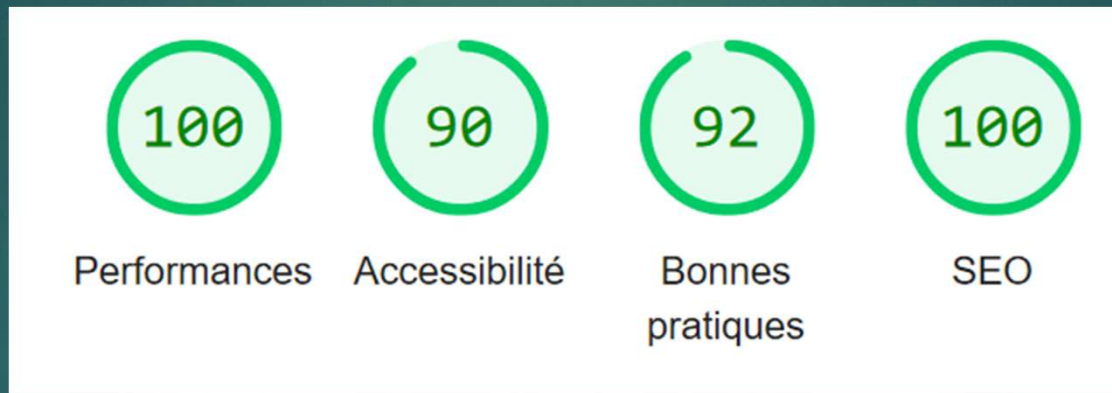 100
90
92
100
Performances
Accessibilité
Bonnes
pratiques
SEO